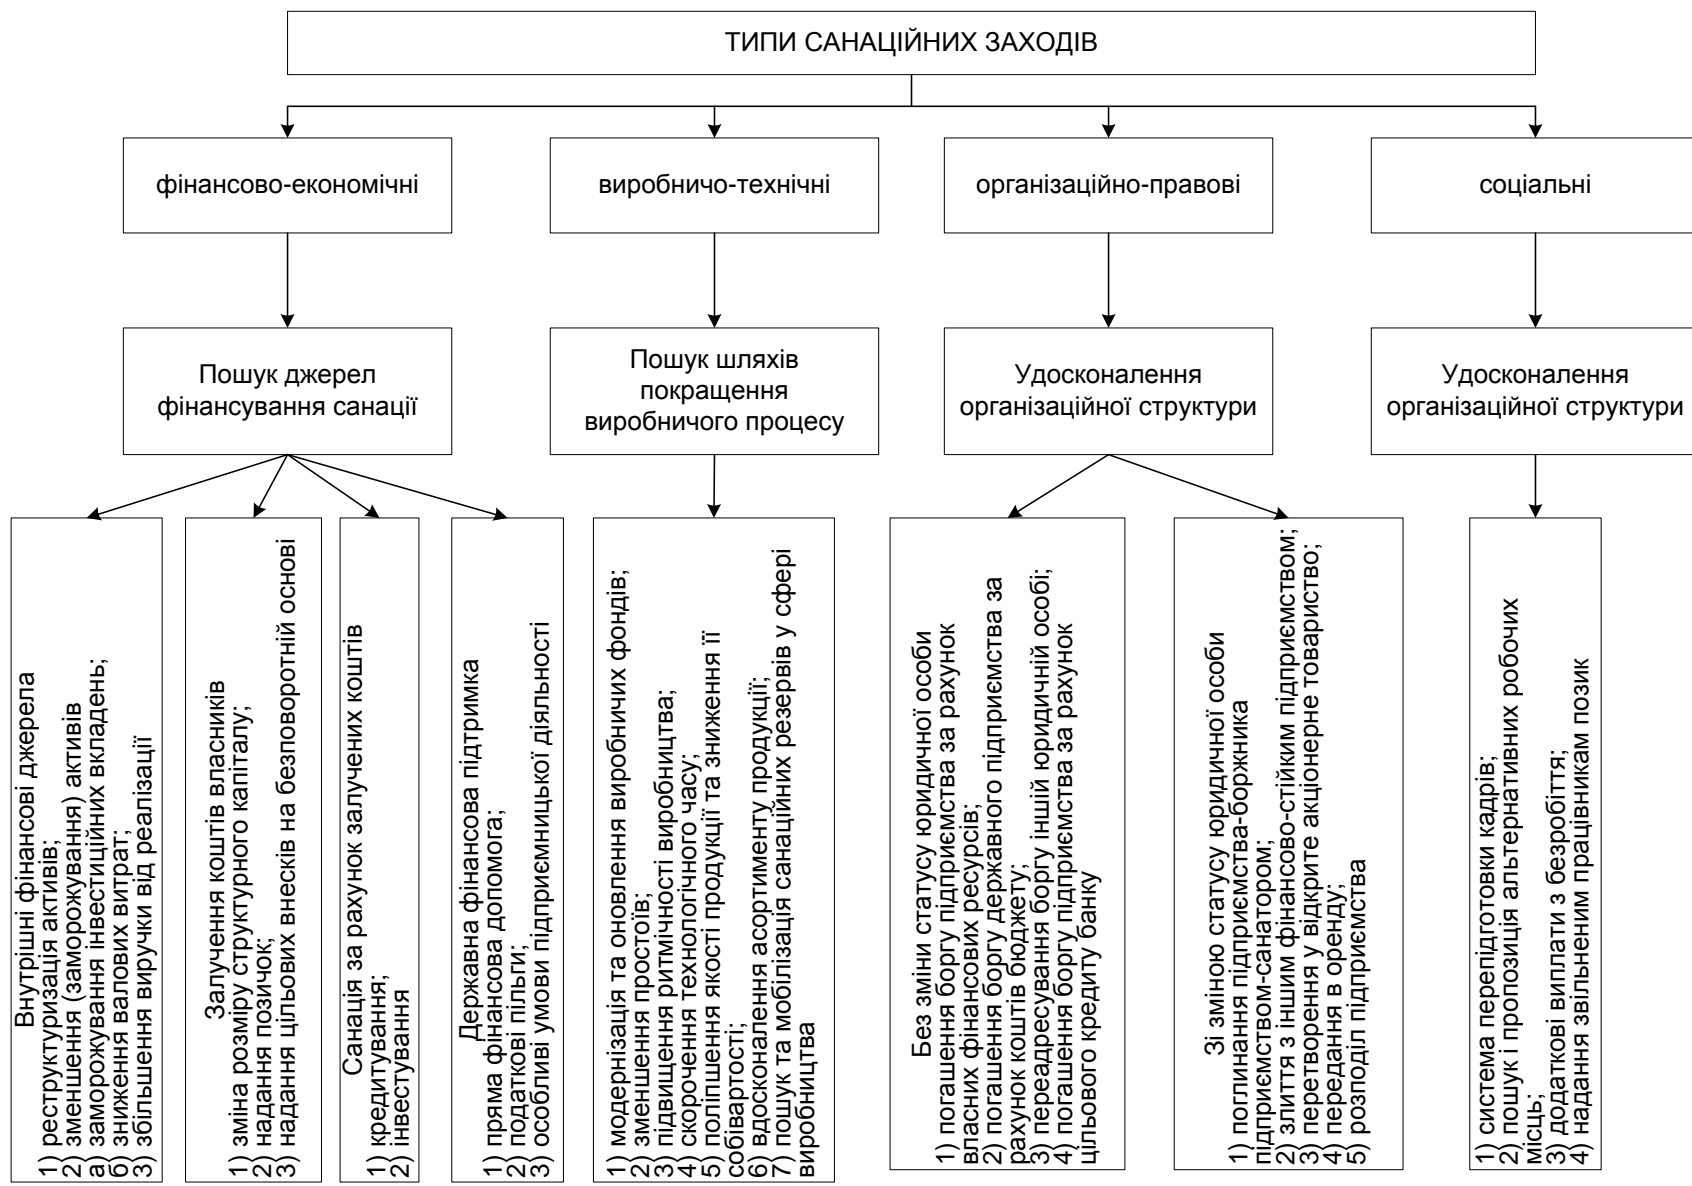 ТИПИ САНАЦІЙНИХ ЗАХОДІВ
фінансово-економічні
виробничо-технічні
організаційно-правові
соціальні
Пошук джерел
фінансування санації
Пошук шляхів
покращення
виробничого процесу
Удосконалення
організаційної структури
Удосконалення
організаційної структури
Внутрішні фінансові джерела
1) реструктуризація активів;
2) зменшення (заморожування) активів
а) заморожування інвестиційних вкладень;
б) зниження валових витрат;
3) збільшення виручки від реалізації
Залучення коштів власників
1) зміна розміру структурного капіталу;
2) надання позичок;
3) надання цільових внесків на безповоротній основі
Санація за рахунок залучених коштів
1) кредитування;
2) інвестування
Державна фінансова підтримка
1) пряма фінансова допомога;
2) податкові пільги;
3) особливі умови підприємницької діяльності
1) модернізація та оновлення виробничих фондів;
2) зменшення простоїв;
3) підвищення ритмічності виробництва;
4) скорочення технологічного часу;
5) поліпшення якості продукції та зниження її
собівартості;
6) вдосконалення асортименту продукції;
7) пошук та мобілізація санаційних резервів у сфері
виробництва
Без зміни статусу юридичної особи
1) погашення боргу підприємства за рахунок
власних фінансових ресурсів;
2) погашення боргу державного підприємства за
рахунок коштів бюджету;
3) переадресування боргу іншій юридичній особі;
4) погашення боргу підприємства за рахунок
цільового кредиту банку
Зі зміною статусу юридичної особи
1) поглинання підприємства-боржника
підприємством-санатором;
2) злиття з іншим фінансово-стійким підприємством;
3) перетворення у відкрите акціонерне товариство;
4) передання в оренду;
5) розподіл підприємства
1) система перепідготовки кадрів;
2) пошук і пропозиція альтернативних робочих
місць;
3) додаткові виплати з безробіття;
4) надання звільненим працівникам позик